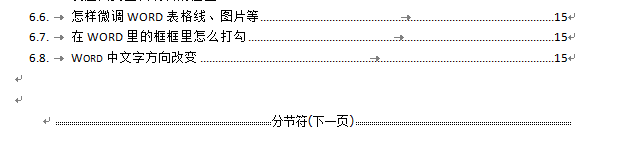 6.6. → 怎样微调 WORD 表格线、图片等......→......15↵
6.7. → 在 WORD 里的框框里怎么打勾......→......15↵
6.8. → WORD 中文字方向改变......→......15↵
↵
↵
分节符(下一页)